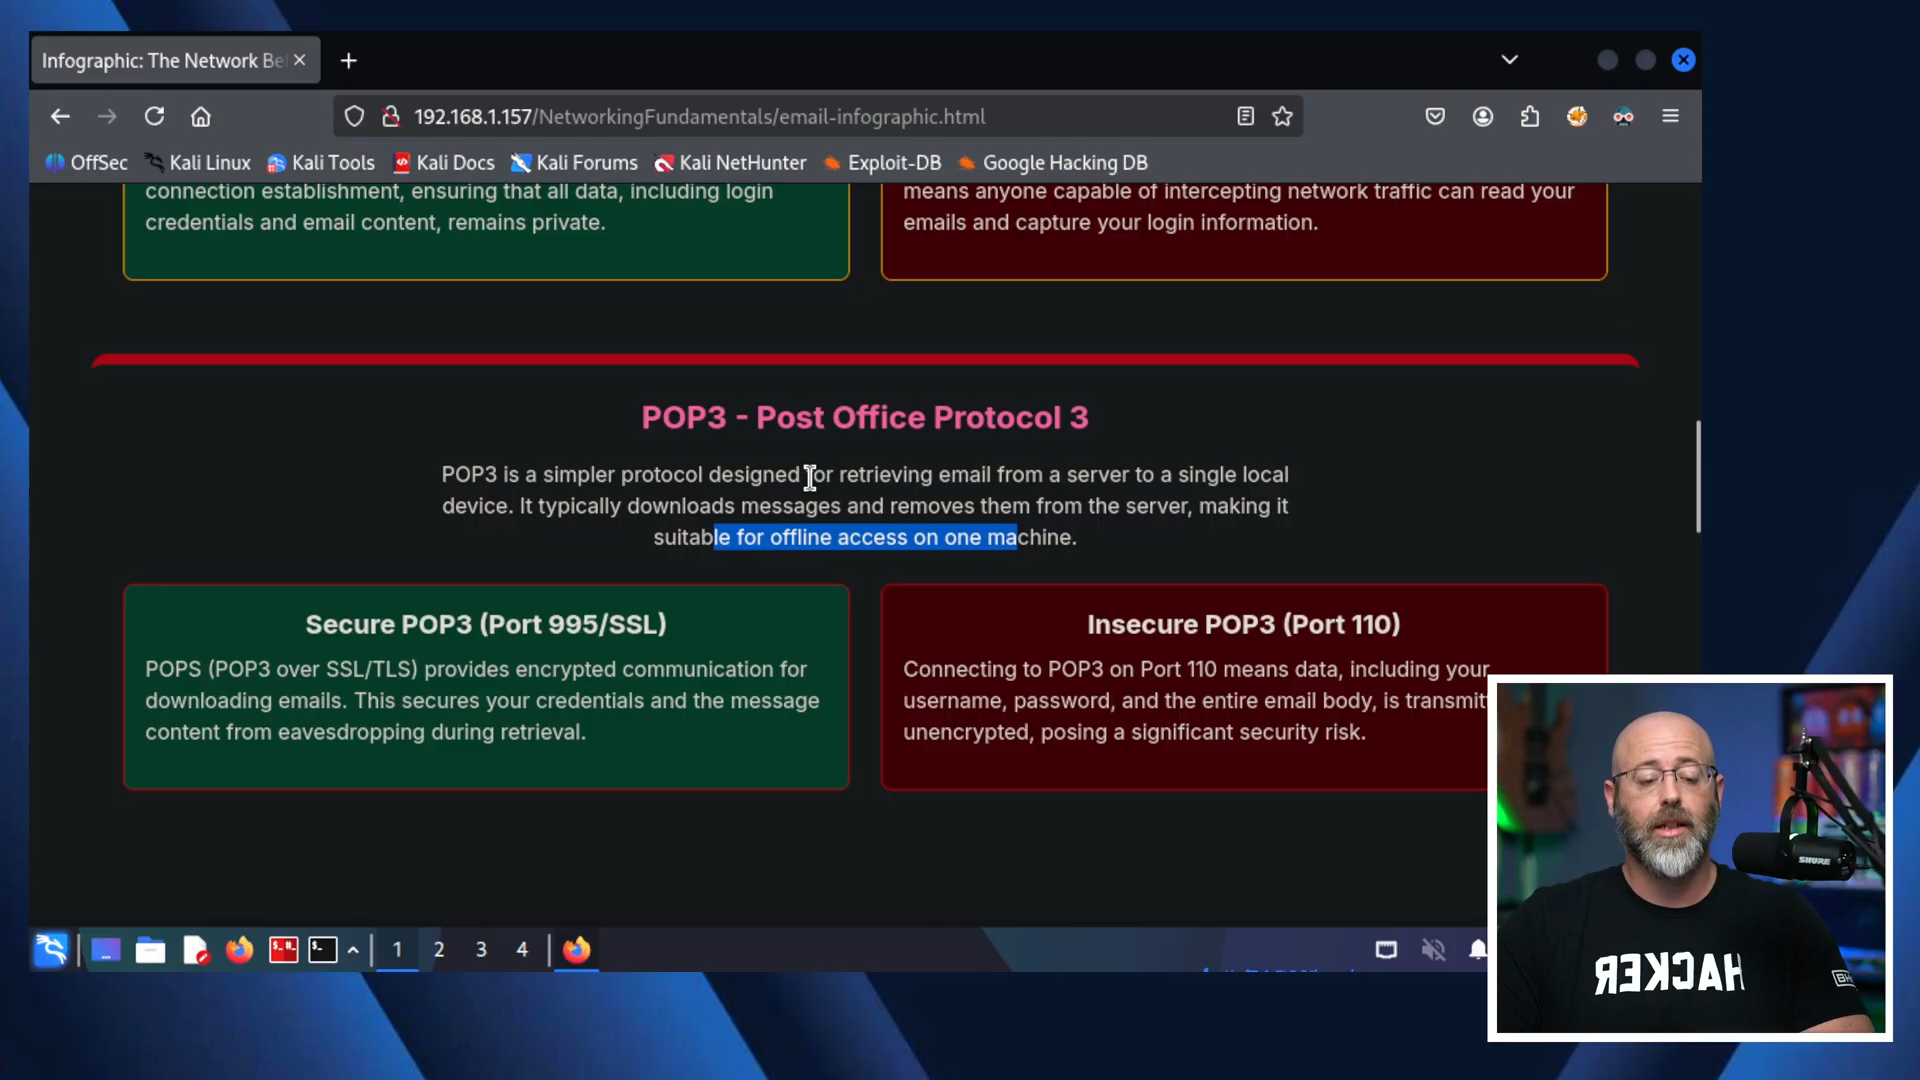 Infographic: The Network Be
192.168.1.157/NetworkingFundamentals/email-infographic.html
OffSec Kali Linux Kali Tools Kali Docs Kali Forums Kali NetHunter Exploit-DB Google Hacking DB
connection establishment, ensuring that all data, including login
credentials and email content, remains private.
means anyone capable of intercepting network traffic can read your
emails and capture your login information.
POP3 - Post Office Protocol 3
POP3 is a simpler protocol designed for retrieving email from a server to a single local
device. It typically downloads messages and removes them from the server, making it
suitable for offline access on one machine.
Secure POP3 (Port 995/SSL)
POPS (POP3 over SSL/TLS) provides encrypted communication for
downloading emails. This secures your credentials and the message
content from eavesdropping during retrieval.
Insecure POP3 (Port 110)
Connecting to POP3 on Port 110 means data, including your
username, password, and the entire email body, is transmit
unencrypted, posing a significant security risk.
1 2 3 4
SHURE
HACKER